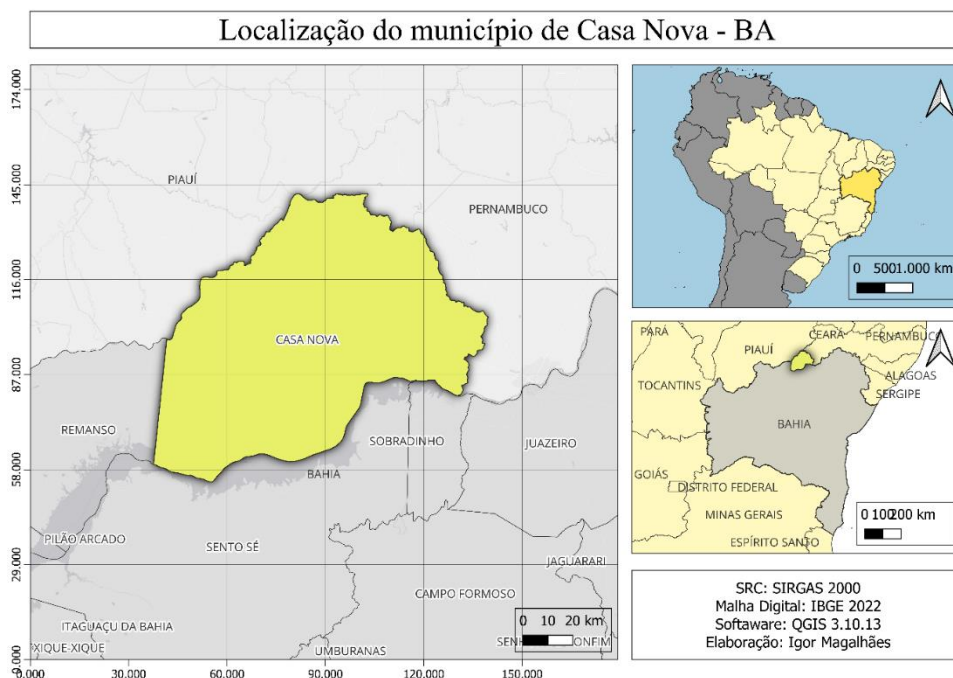 Localização do município de Casa Nova - BA
174.000
145.000
116.000
87.000
58.000
29.000
0.000
PIAUÍ
PERNAMBUCO
CASA NOVA
REMANSO
SOBRADINHO
JUAZEIRO
BAHIA
PILÃO ARCADO
SENTO SÉ
JAGUARARI
CAMPO FORMOSO
ITAGUAÇU DA BAHIA
XIQUE-XIQUE
UMBURANAS
0 10 20 km
0.000 30.000 60.000 90.000 120.000 150.000
0 5001.000 km
PARÁ
CEARÁ
PERNAMBUCO
PIAUÍ
ALAGOAS
TOCANTINS
SERGIPE
BAHIA
GOIÁS
DISTRITO FEDERAL
MINAS GERAIS
ESPÍRITO SANTO
0 100200 km
SRC: SIRGAS 2000
Malha Digital: IBGE 2022
Softaware: QGIS 3.10.13
Elaboração: Igor Magalhães